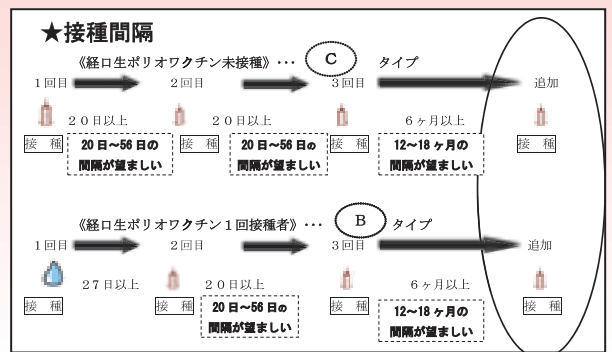 ★接種間隔
《経口生ポリオワクチン未接種》･･･ C タイプ
1回目 2回目 3回目 追加
20日以上 20日以上 6ヶ月以上
接 種 接 種 接 種 接 種
20日～56日の
間隔が望ましい
20日～56日の
間隔が望ましい
12～18ヶ月の
間隔が望ましい
《経口生ポリオワクチン1回接種者》･･･ B タイプ
1回目 2回目 3回目 追加
27日以上 20日以上 6ヶ月以上
接 種 接 種 接 種 接 種
20日～56日の
間隔が望ましい
12～18ヶ月の
間隔が望ましい